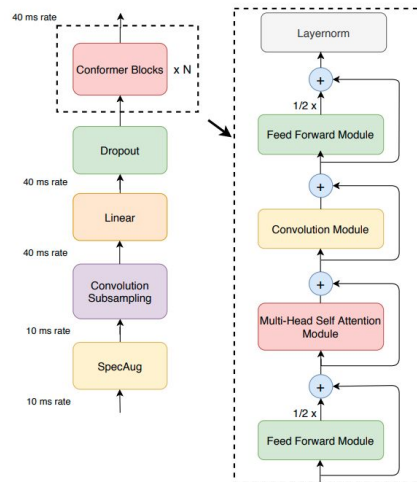 40 ms rate
Conformer Blocks
x N
40 ms rate
Dropout
Linear
40 ms rate
Convolution
Subsampling
10 ms rate
SpecAug
10 ms rate
Layernorm
+
1/2 x
Feed Forward Module
+
Convolution Module
+
Multi-Head Self Attention
Module
+
1/2 x
Feed Forward Module